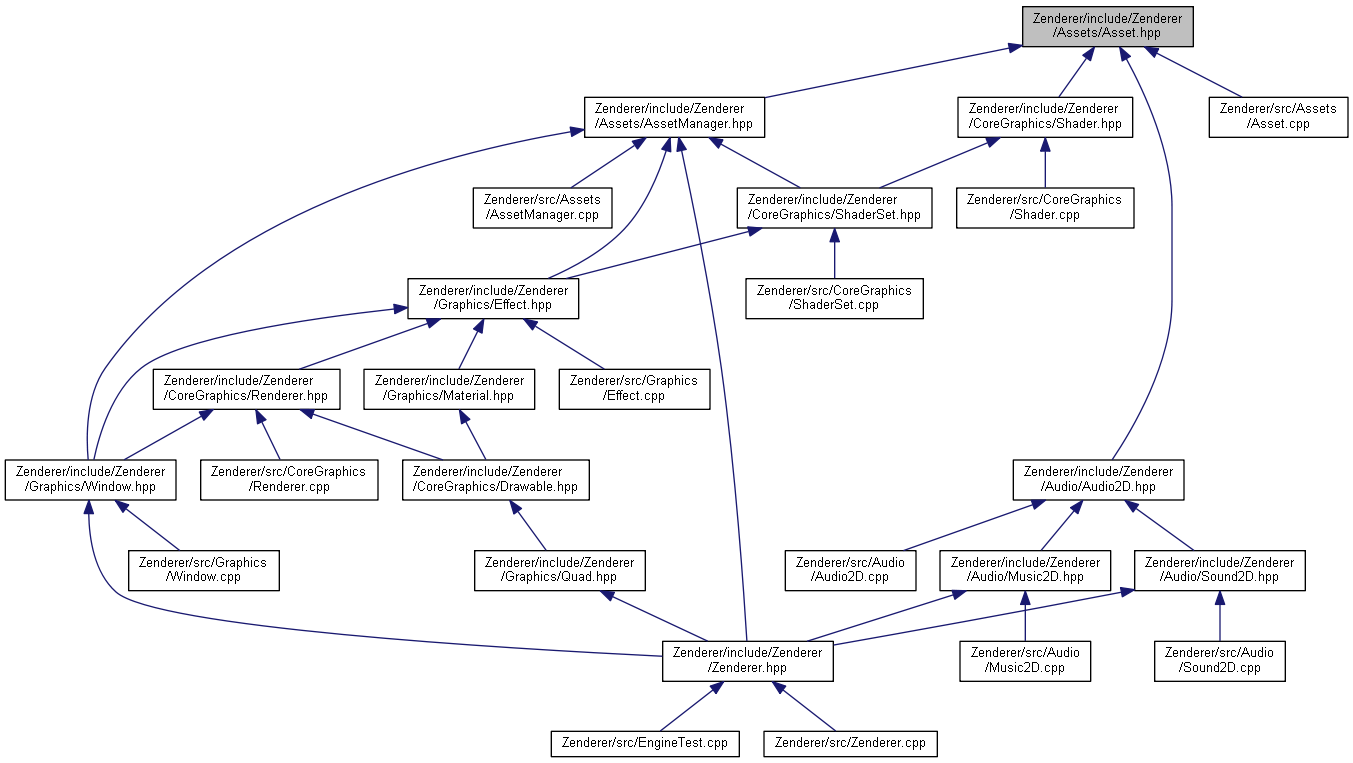 Zenderer/include/Zenderer
/Assets/Asset.hpp
Zenderer/include/Zenderer
/Assets/AssetManager.hpp
Zenderer/include/Zenderer
/CoreGraphics/Shader.hpp
Zenderer/src/Assets
/Asset.cpp
Zenderer/src/Assets
/AssetManager.cpp
Zenderer/include/Zenderer
/CoreGraphics/ShaderSet.hpp
Zenderer/src/CoreGraphics
/Shader.cpp
Zenderer/include/Zenderer
/Graphics/Effect.hpp
Zenderer/src/CoreGraphics
/ShaderSet.cpp
Zenderer/include/Zenderer
/CoreGraphics/Renderer.hpp
Zenderer/include/Zenderer
/Graphics/Material.hpp
Zenderer/src/Graphics
/Effect.cpp
Zenderer/include/Zenderer
/Graphics/Window.hpp
Zenderer/src/CoreGraphics
/Renderer.cpp
Zenderer/include/Zenderer
/CoreGraphics/Drawable.hpp
Zenderer/include/Zenderer
/Audio/Audio2D.hpp
Zenderer/src/Graphics
/Window.cpp
Zenderer/include/Zenderer
/Graphics/Quad.hpp
Zenderer/src/Audio
/Audio2D.cpp
Zenderer/include/Zenderer
/Audio/Music2D.hpp
Zenderer/include/Zenderer
/Audio/Sound2D.hpp
Zenderer/include/Zenderer
/Zenderer.hpp
Zenderer/src/Audio
/Music2D.cpp
Zenderer/src/Audio
/Sound2D.cpp
Zenderer/src/EngineTest.cpp
Zenderer/src/Zenderer.cpp